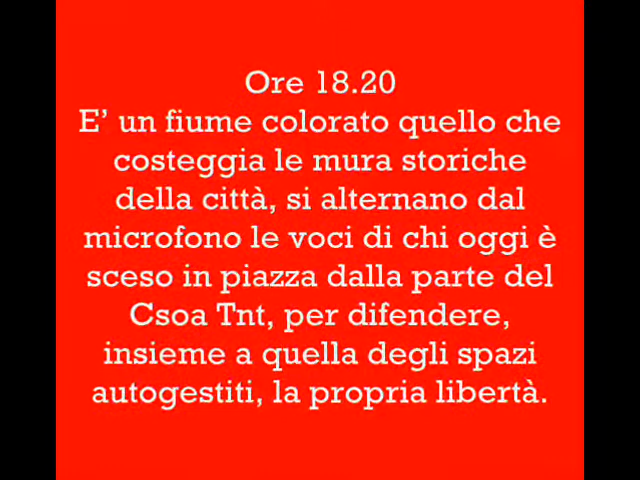 Ore 18.20
E’ un fiume colorato quello che
costeggia le mura storiche
della città, si alternano dal
microfono le voci di chi oggi è
sceso in piazza dalla parte del
Csoa Tnt, per difendere,
insieme a quella degli spazi
autogestiti, la propria libertà.